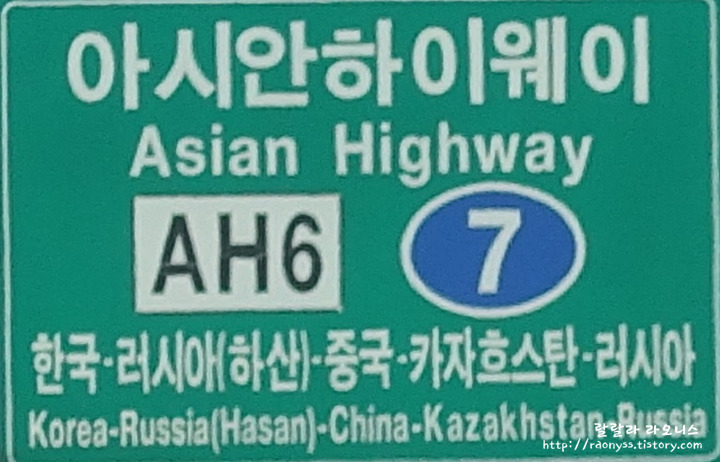 아시안하이웨이
Asian Highway
AH6 7
한국-러시아(하산)-중국-카자흐스탄-러시아
Korea-Russia(Hasan)-China-Kazakhstan-Russia
랄랄라 라오니스
http://raonyss.tistory.com